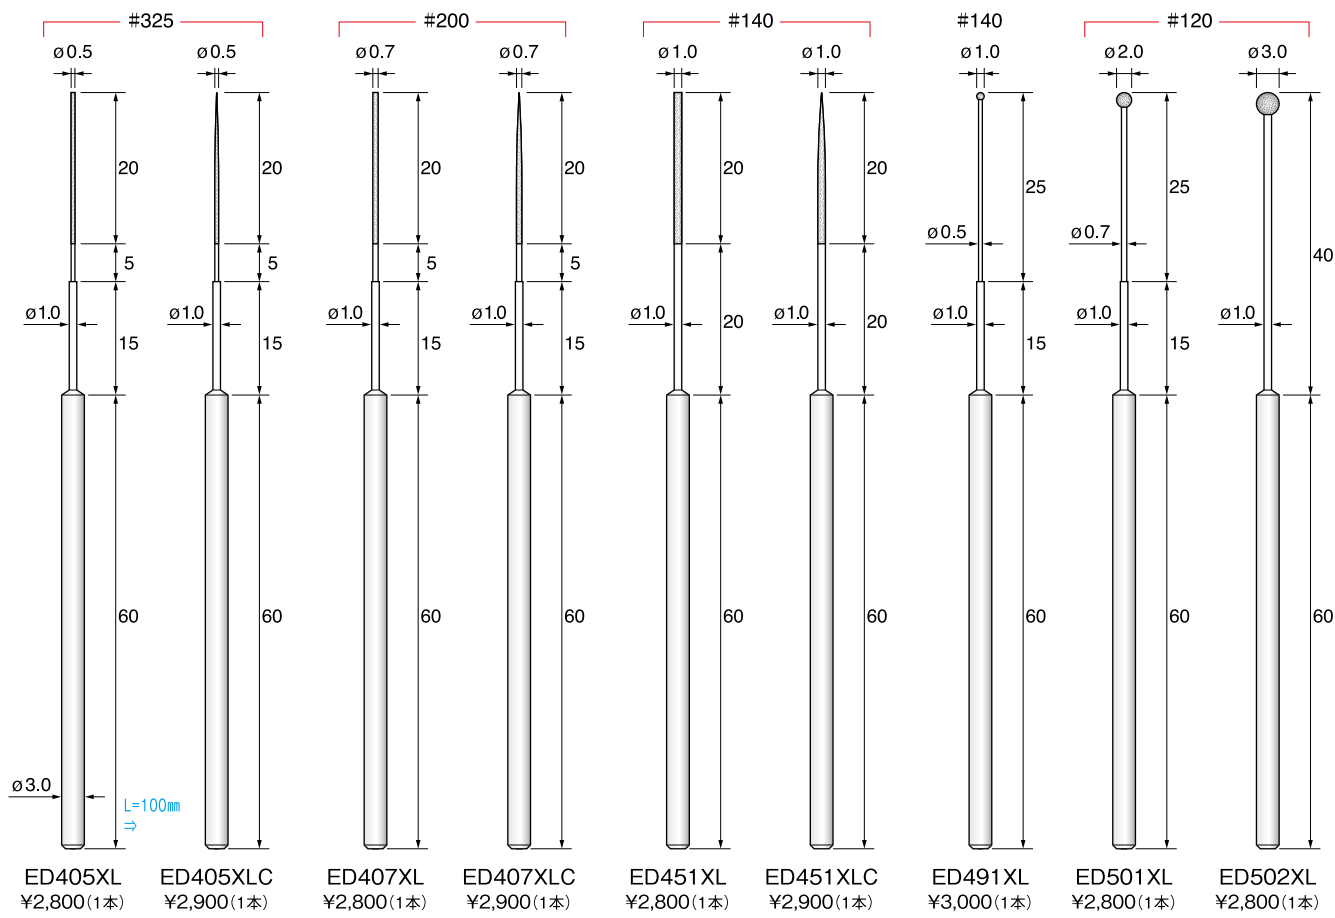 #325 #200 #140 #140 #120
ø0.5 ø0.5 ø0.7 ø0.7 ø1.0 ø1.0 ø1.0 ø2.0 ø3.0
20 20 20 20 20 20 25 25
ø0.5 ø0.7
5 5 5 5 40
ø1.0 ø1.0 ø1.0 ø1.0 ø1.0 ø1.0 ø1.0 ø1.0 ø1.0
15 15 15 15 20 20 15 15
60 60 60 60 60 60 60 60 60
ø3.0
L=100㎜
⇨
ED405XL ED405XLC ED407XL ED407XLC ED451XL ED451XLC ED491XL ED501XL ED502XL
¥2,800(1本) ¥2,900(1本) ¥2,800(1本) ¥2,900(1本) ¥2,800(1本) ¥2,900(1本) ¥3,000(1本) ¥2,800(1本) ¥2,800(1本)